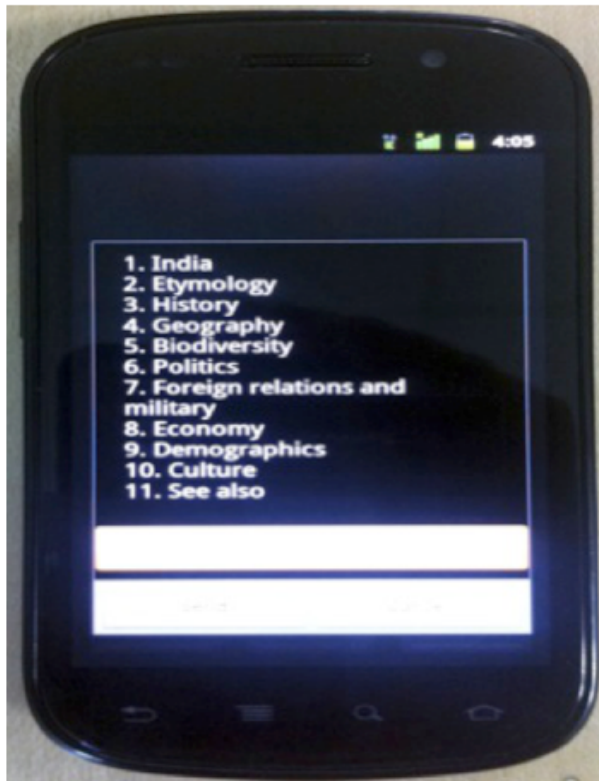 4:05
1. India
2. Etymology
3. History
4. Geography
5. Biodiversity
6. Politics
7. Foreign relations and
military
8. Economy
9. Demographics
10. Culture
11. See also